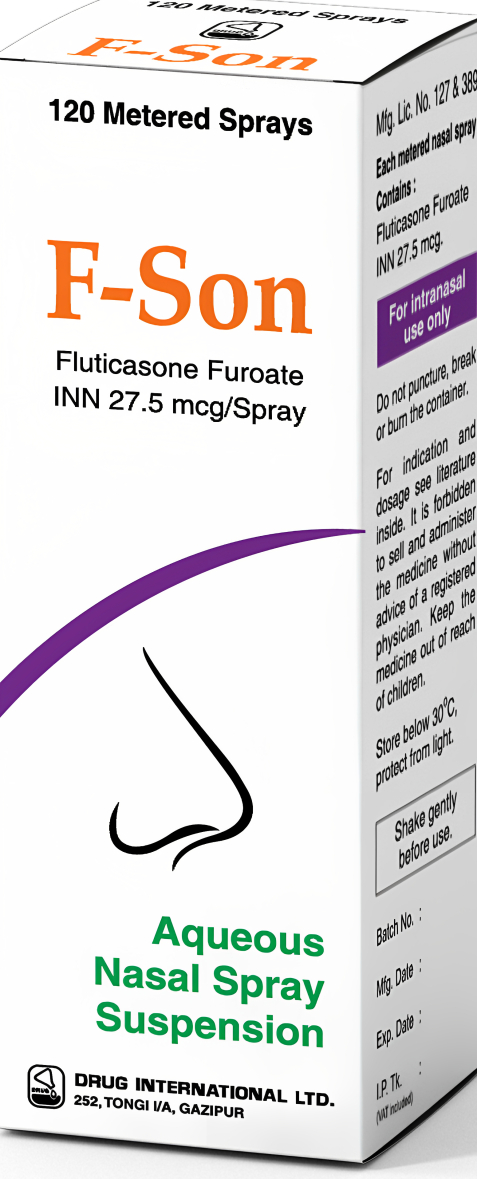 120 Metered Sprays
F-Son
120 Metered Sprays
F-Son
Fluticasone Furoate
INN 27.5 mcg/Spray
Aqueous
Nasal Spray
Suspension
DRUG INTERNATIONAL LTD.
252, TONGI I/A, GAZIPUR
Mfg. Lic. No. 127 & 389
Each metered nasal spray
Contains :
Fluticasone Furoate
INN 27.5 mcg.
For intranasal
use only
Do not puncture, break
or burn the container.
For indication and
dosage see literature
inside. It is forbidden
to sell and administer
the medicine without
advice of a registered
physician. Keep the
medicine out of reach
of children.
Store below 30°C,
protect from light.
Shake gently
before use.
Batch No. :
Mfg. Date :
Exp. Date :
I.P. Tk. :
(VAT included)